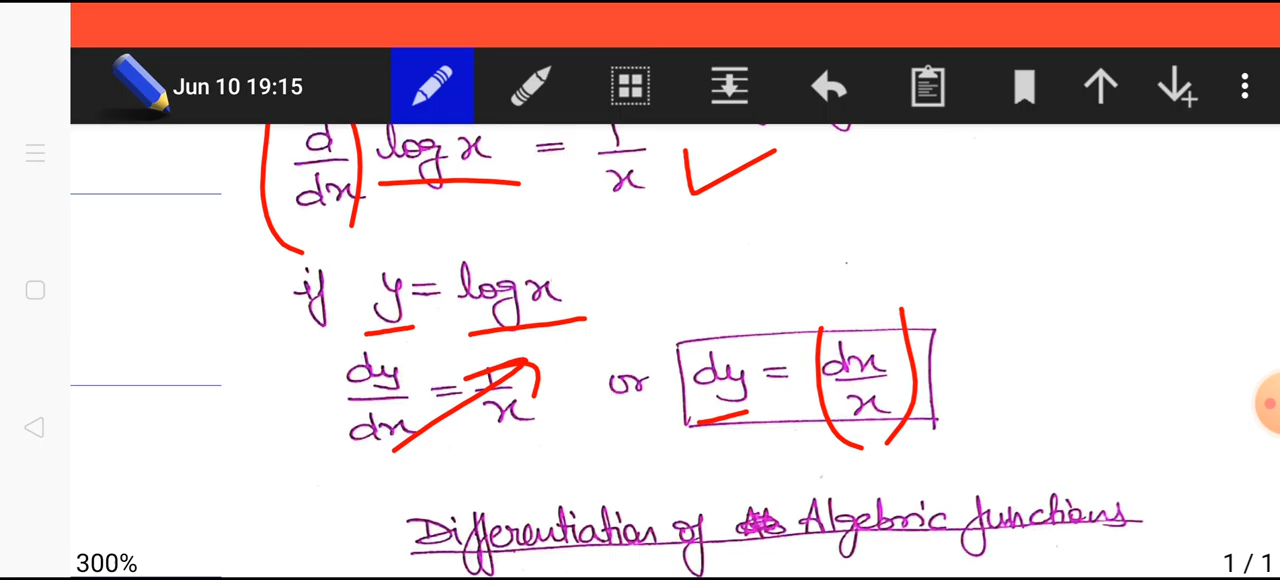 Jun 10 19:15
d/dx log x = 1/x
if y = log x
dy/dx = 1/x or dy = dx/x
Differentiation of Algebric functions
300%
1 / 1